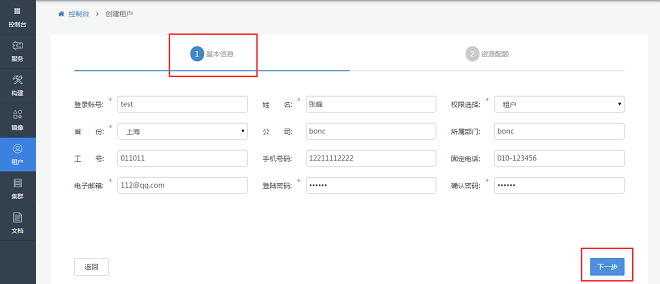 控制台
服务
构建
镜像
租户
集群
文档
控制台 > 创建租户
1 基本信息
2 资源配额
登录账号: * test
姓 名: * 张峰
权限选择: * 租户
省 份: * 上海
公 司: bonc
所属部门: bonc
工 号: 011011
手机号码: 12211112222
固定电话: 010-123456
电子邮箱: * 112@qq.com
登陆密码: * ••••••
确认密码: * ••••••
返回
下一步